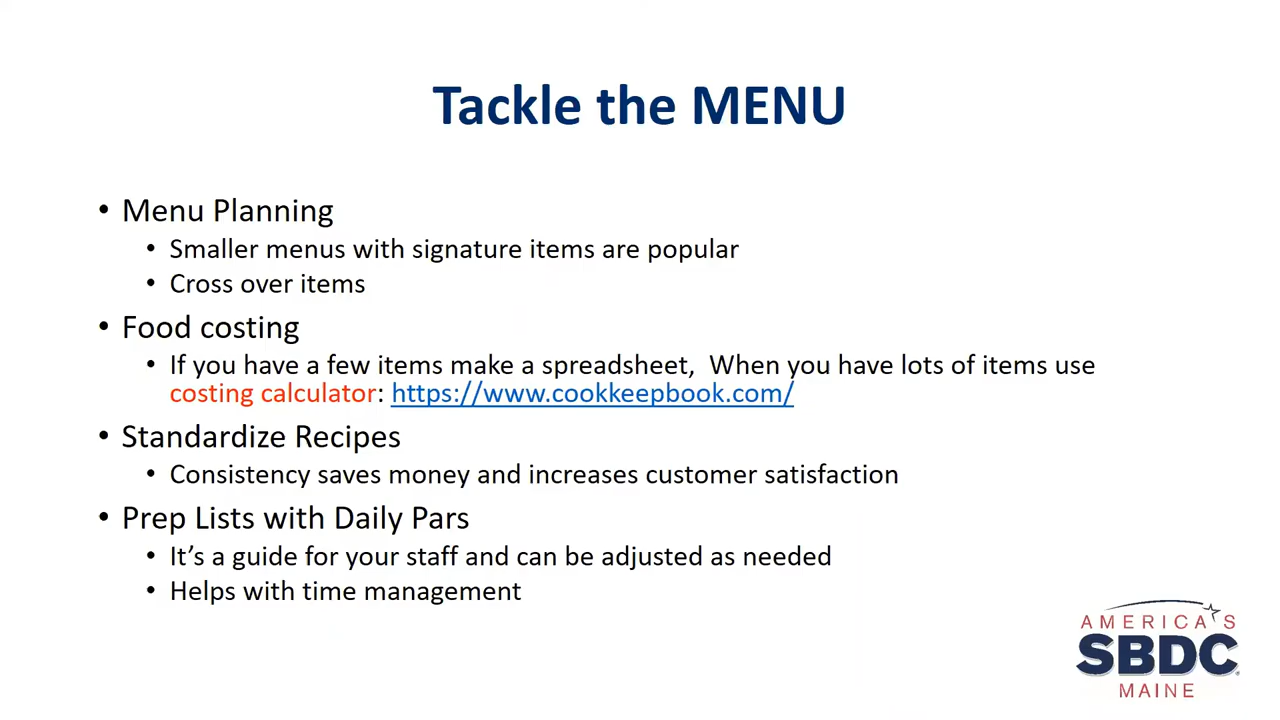 Tackle the MENU
• Menu Planning
• Smaller menus with signature items are popular
• Cross over items
• Food costing
• If you have a few items make a spreadsheet,  When you have lots of items use
costing calculator: https://www.cookkeepbook.com/
• Standardize Recipes
• Consistency saves money and increases customer satisfaction
• Prep Lists with Daily Pars
• It's a guide for your staff and can be adjusted as needed
• Helps with time management
AMERICA'S
SBDC®
MAINE